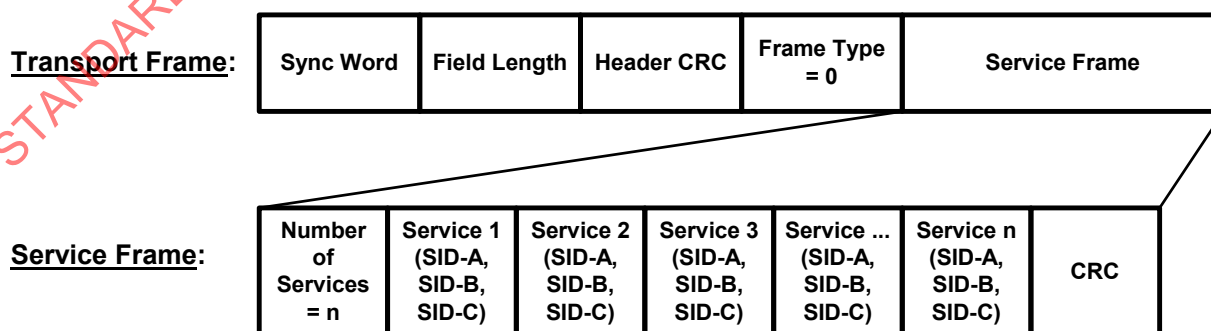 STANDAR
Transport Frame:
Sync Word
Field Length
Header CRC
Frame Type
= 0
Service Frame
Service Frame:
Number
of
Services
= n
Service 1
(SID-A,
SID-B,
SID-C)
Service 2
(SID-A,
SID-B,
SID-C)
Service 3
(SID-A,
SID-B,
SID-C)
Service ...
(SID-A,
SID-B,
SID-C)
Service n
(SID-A,
SID-B,
SID-C)
CRC